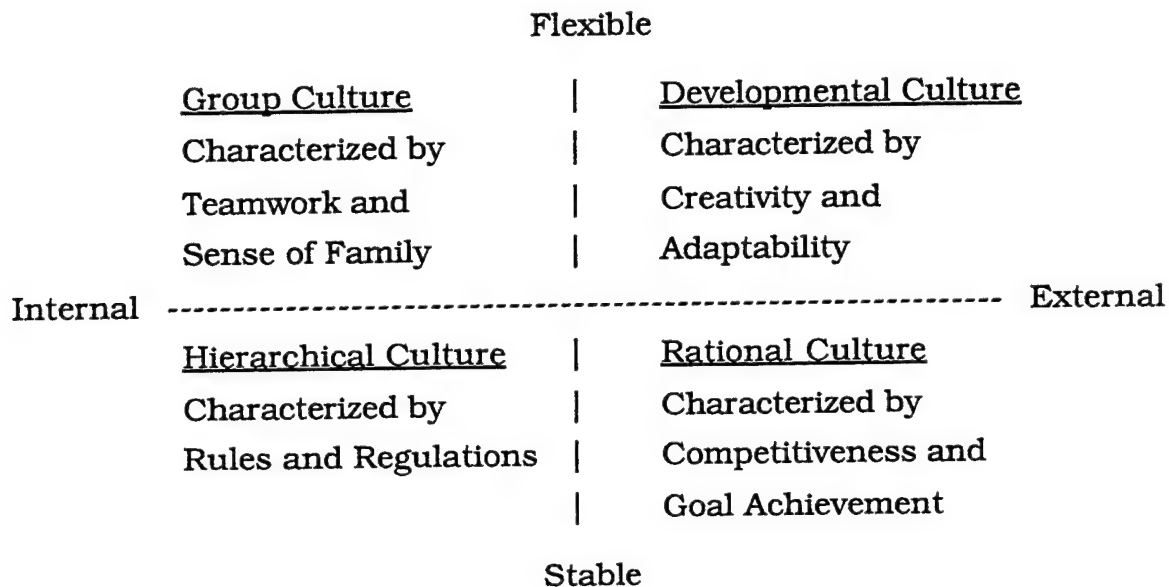 Flexible
Group Culture | Developmental Culture
Characterized by | Characterized by
Teamwork and | Creativity and
Sense of Family | Adaptability
Internal ------------------------------------------------------------ External
Hierarchical Culture | Rational Culture
Characterized by | Characterized by
Rules and Regulations | Competitiveness and
| Goal Achievement
Stable